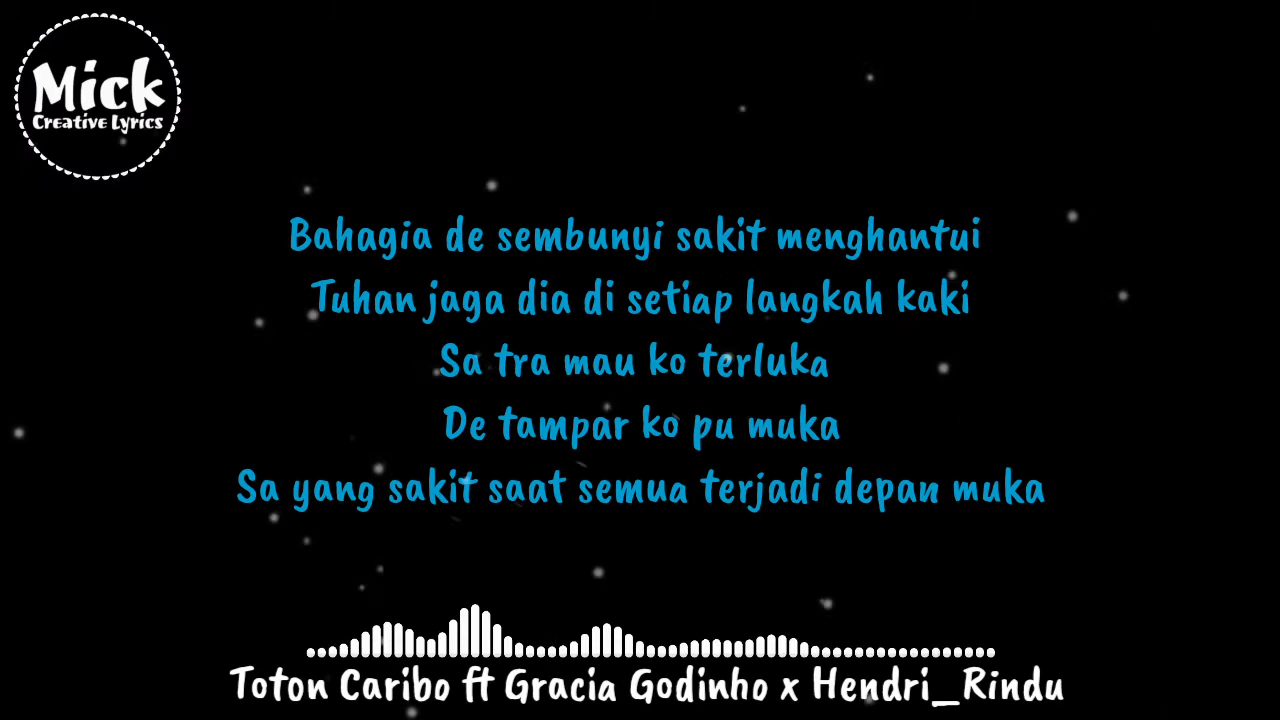 Mick
Creative Lyrics
Bahagia de sembunyi sakit menghantui
Tuhan jaga dia di setiap langkah kaki
Sa tra mau ko terluka
De tampar ko pu muka
Sa yang sakit saat semua terjadi depan muka
Toton Caribo ft Gracia Godinho x Hendri_Rindu